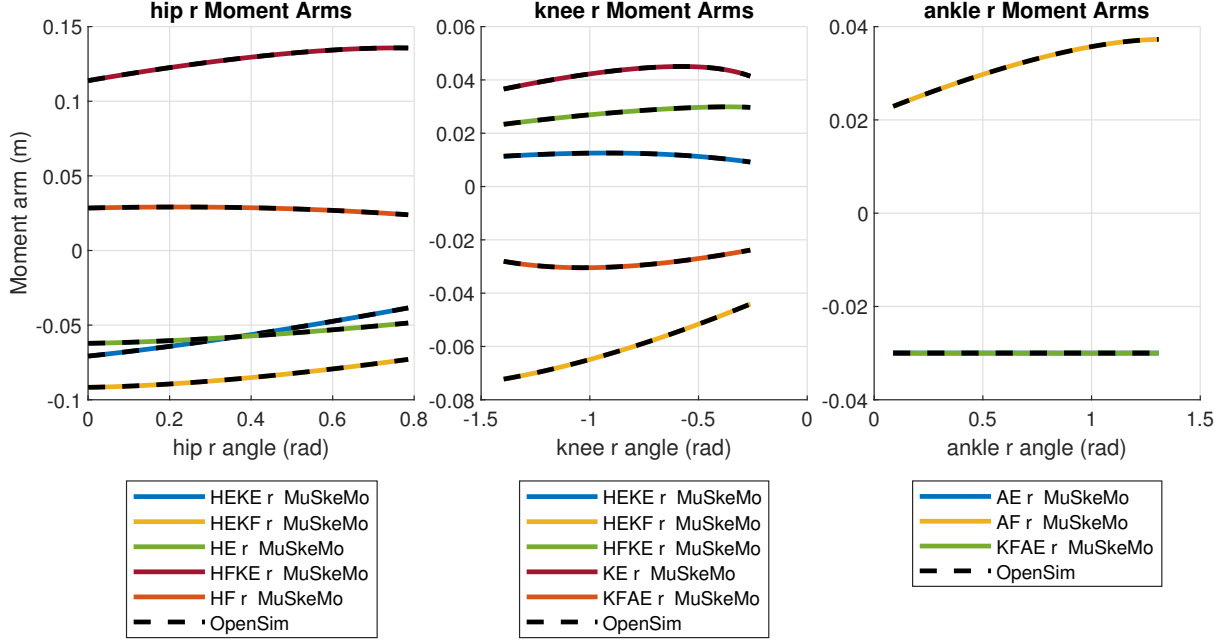 hip r Moment Arms
knee r Moment Arms
ankle r Moment Arms
Moment arm (m)
0.15
0.1
0.05
0
-0.05
-0.1
0
0.2
0.4
0.6
0.8
hip r angle (rad)
0.06
0.04
0.02
0
-0.02
-0.04
-0.06
-0.08
-1.5
-1
-0.5
0
knee r angle (rad)
0.04
0.02
0
-0.02
-0.04
0
0.5
1
1.5
ankle r angle (rad)
HEKE r MuSkeMo
HEKF r MuSkeMo
HE r MuSkeMo
HFKE r MuSkeMo
HF r MuSkeMo
OpenSim
HEKE r MuSkeMo
HEKF r MuSkeMo
HFKE r MuSkeMo
KE r MuSkeMo
KFAE r MuSkeMo
OpenSim
AE r MuSkeMo
AF r MuSkeMo
KFAE r MuSkeMo
OpenSim